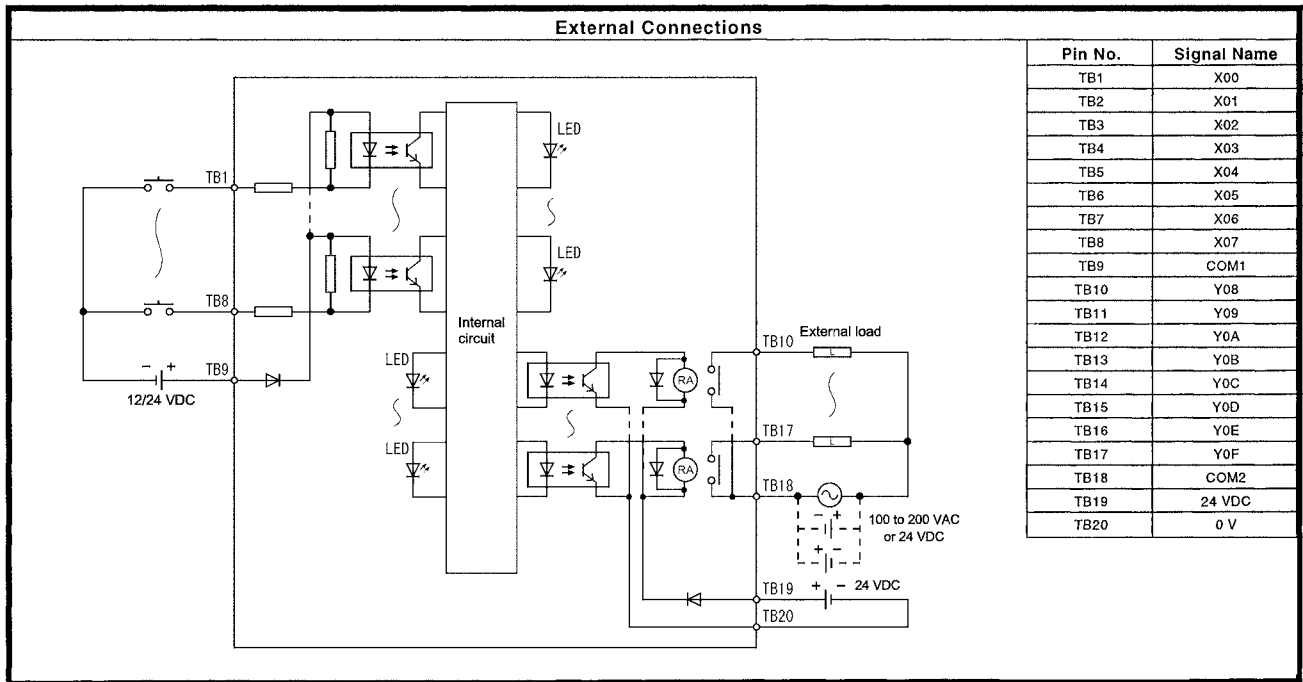 External Connections
Pin No. Signal Name
TB1 X00
TB2 X01
TB3 X02
TB4 X03
TB5 X04
TB6 X05
TB7 X06
TB8 X07
TB9 COM1
TB10 Y08
TB11 Y09
TB12 Y0A
TB13 Y0B
TB14 Y0C
TB15 Y0D
TB16 Y0E
TB17 Y0F
TB18 COM2
TB19 24 VDC
TB20 0 V
LED
TB1
LED
TB8
Internal
circuit
TB9
- +
12/24 VDC
LED
LED
RA
RA
TB10
External load
L
TB17
L
TB18
100 to 200 VAC
or 24 VDC
- +
+ -
TB19
+ - 24 VDC
TB20